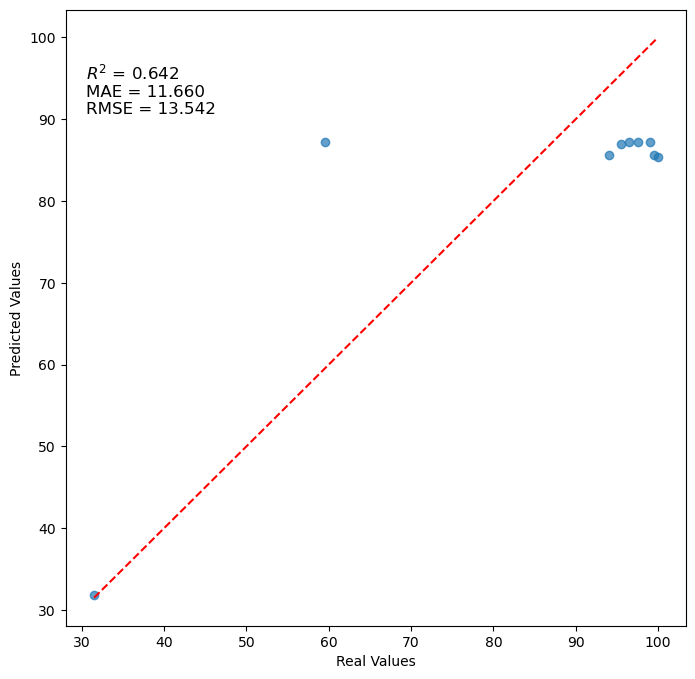 R² = 0.642
MAE = 11.660
RMSE = 13.542
100
90
80
70
60
50
40
30
Predicted Values
30 40 50 60 70 80 90 100
Real Values